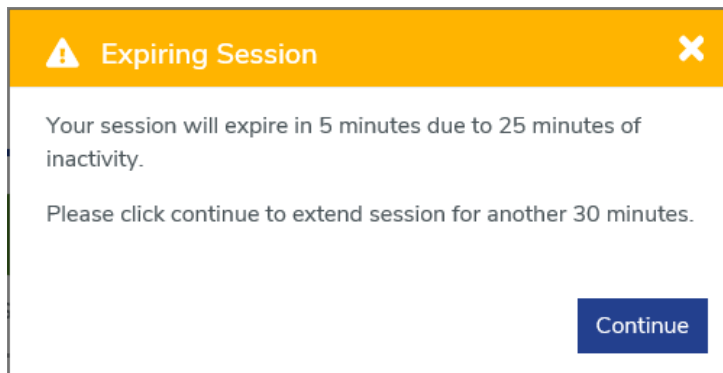 Expiring Session
Your session will expire in 5 minutes due to 25 minutes of
inactivity.
Please click continue to extend session for another 30 minutes.
Continue